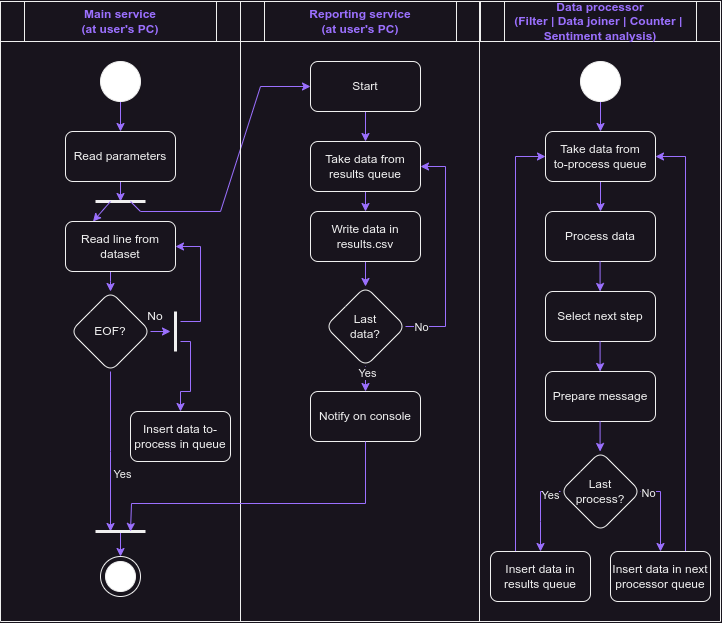 Main service
(at user's PC)
Reporting service
(at user's PC)
Data processor
(Filter | Data joiner | Counter |
Sentiment analysis)
Read parameters
Read line from
dataset
EOF?
No
Insert data to-
process in queue
Yes
Start
Take data from
results queue
Write data in
results.csv
Last
data?
No
Yes
Notify on console
Take data from
to-process queue
Process data
Select next step
Prepare message
Last
process?
Yes
No
Insert data in
results queue
Insert data in next
processor queue